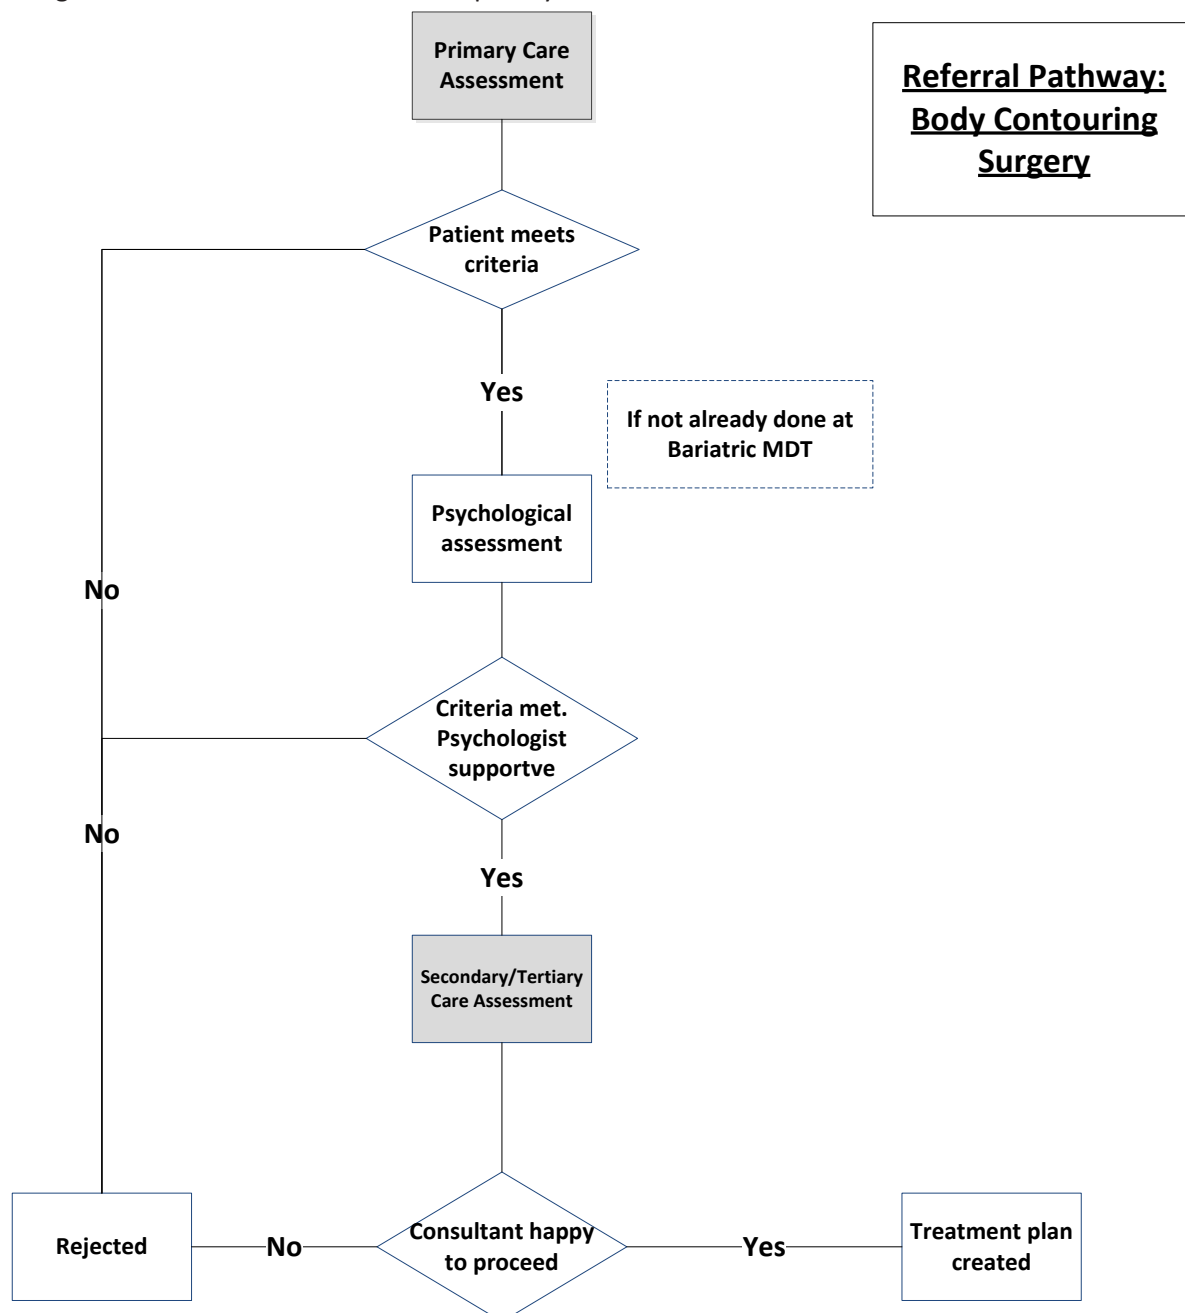 Primary Care
Assessment
Referral Pathway:
Body Contouring
Surgery
Patient meets
criteria
Yes
If not already done at
Bariatric MDT
Psychological
assessment
No
Criteria met.
Psychologist
supportve
No
Yes
Secondary/Tertiary
Care Assessment
Rejected
No
Consultant happy
to proceed
Yes
Treatment plan
created